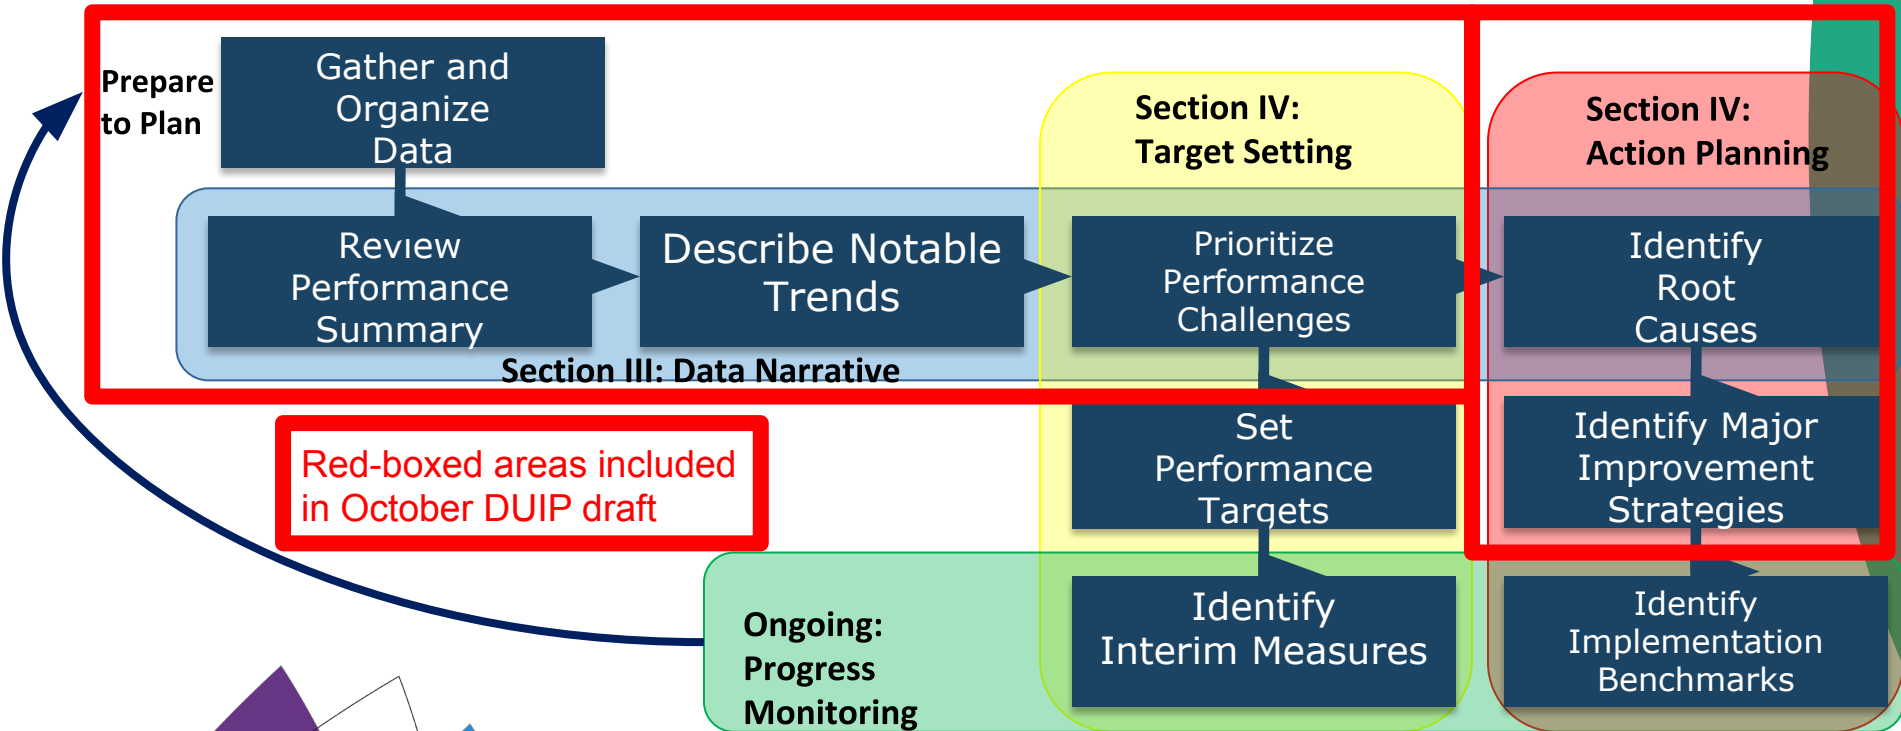 Prepare
to Plan
Gather and
Organize
Data
Section IV:
Target Setting
Section IV:
Action Planning
Review
Performance
Summary
Describe Notable
Trends
Prioritize
Performance
Challenges
Identify
Root
Causes
Section III: Data Narrative
Red-boxed areas included
in October DUIP draft
Set
Performance
Targets
Identify Major
Improvement
Strategies
Ongoing:
Progress
Monitoring
Identify
Interim Measures
Identify
Implementation
Benchmarks